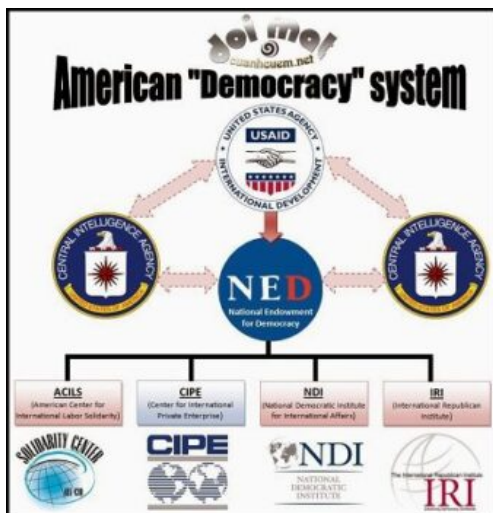 doi mat
cuanhcuem.net
American "Democracy" system
UNITED STATES AGENCY
USAID
INTERNATIONAL DEVELOPMENT
CENTRAL INTELLIGENCE AGENCY
UNITED STATES OF AMERICA
NED
National Endowment
for Democracy
CENTRAL INTELLIGENCE AGENCY
UNITED STATES OF AMERICA
ACILS
(American Center for
International Labor Solidarity)
CIPE
(Center for International
Private Enterprise)
NDI
(National Democratic Institute
for International Affairs)
IRI
(International Republican
Institute)
SOLIDARITY CENTER
CIPE
NDI
NATIONAL
DEMOCRATIC
INSTITUTE
The International Republican Institute
IRI